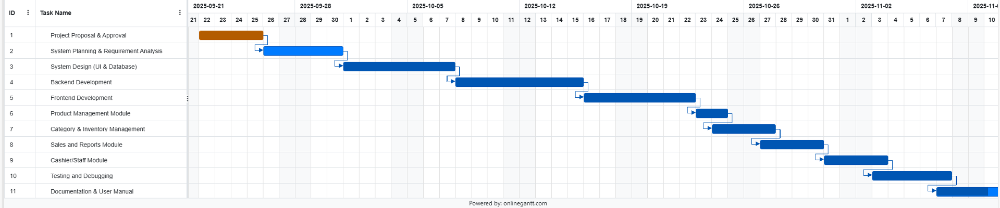 2025-09-21 2025-09-28 2025-10-05 2025-10-12 2025-10-19 2025-10-26 2025-11-02
ID Task Name
21 22 23 24 25 26 27 28 29 30 1 2 3 4 5 6 7 8 9 10 11 12 13 14 15 16 17 18 19 20 21 22 23 24 25 26 27 28 29 30 31 1 2 3 4 5 6 7 8 9 10
1 Project Proposal & Approval
2 System Planning & Requirement Analysis
3 System Design (UI & Database)
4 Backend Development
5 Frontend Development
6 Product Management Module
7 Category & Inventory Management
8 Sales and Reports Module
9 Cashier/Staff Module
10 Testing and Debugging
11 Documentation & User Manual
Powered by: onlinegantt.com